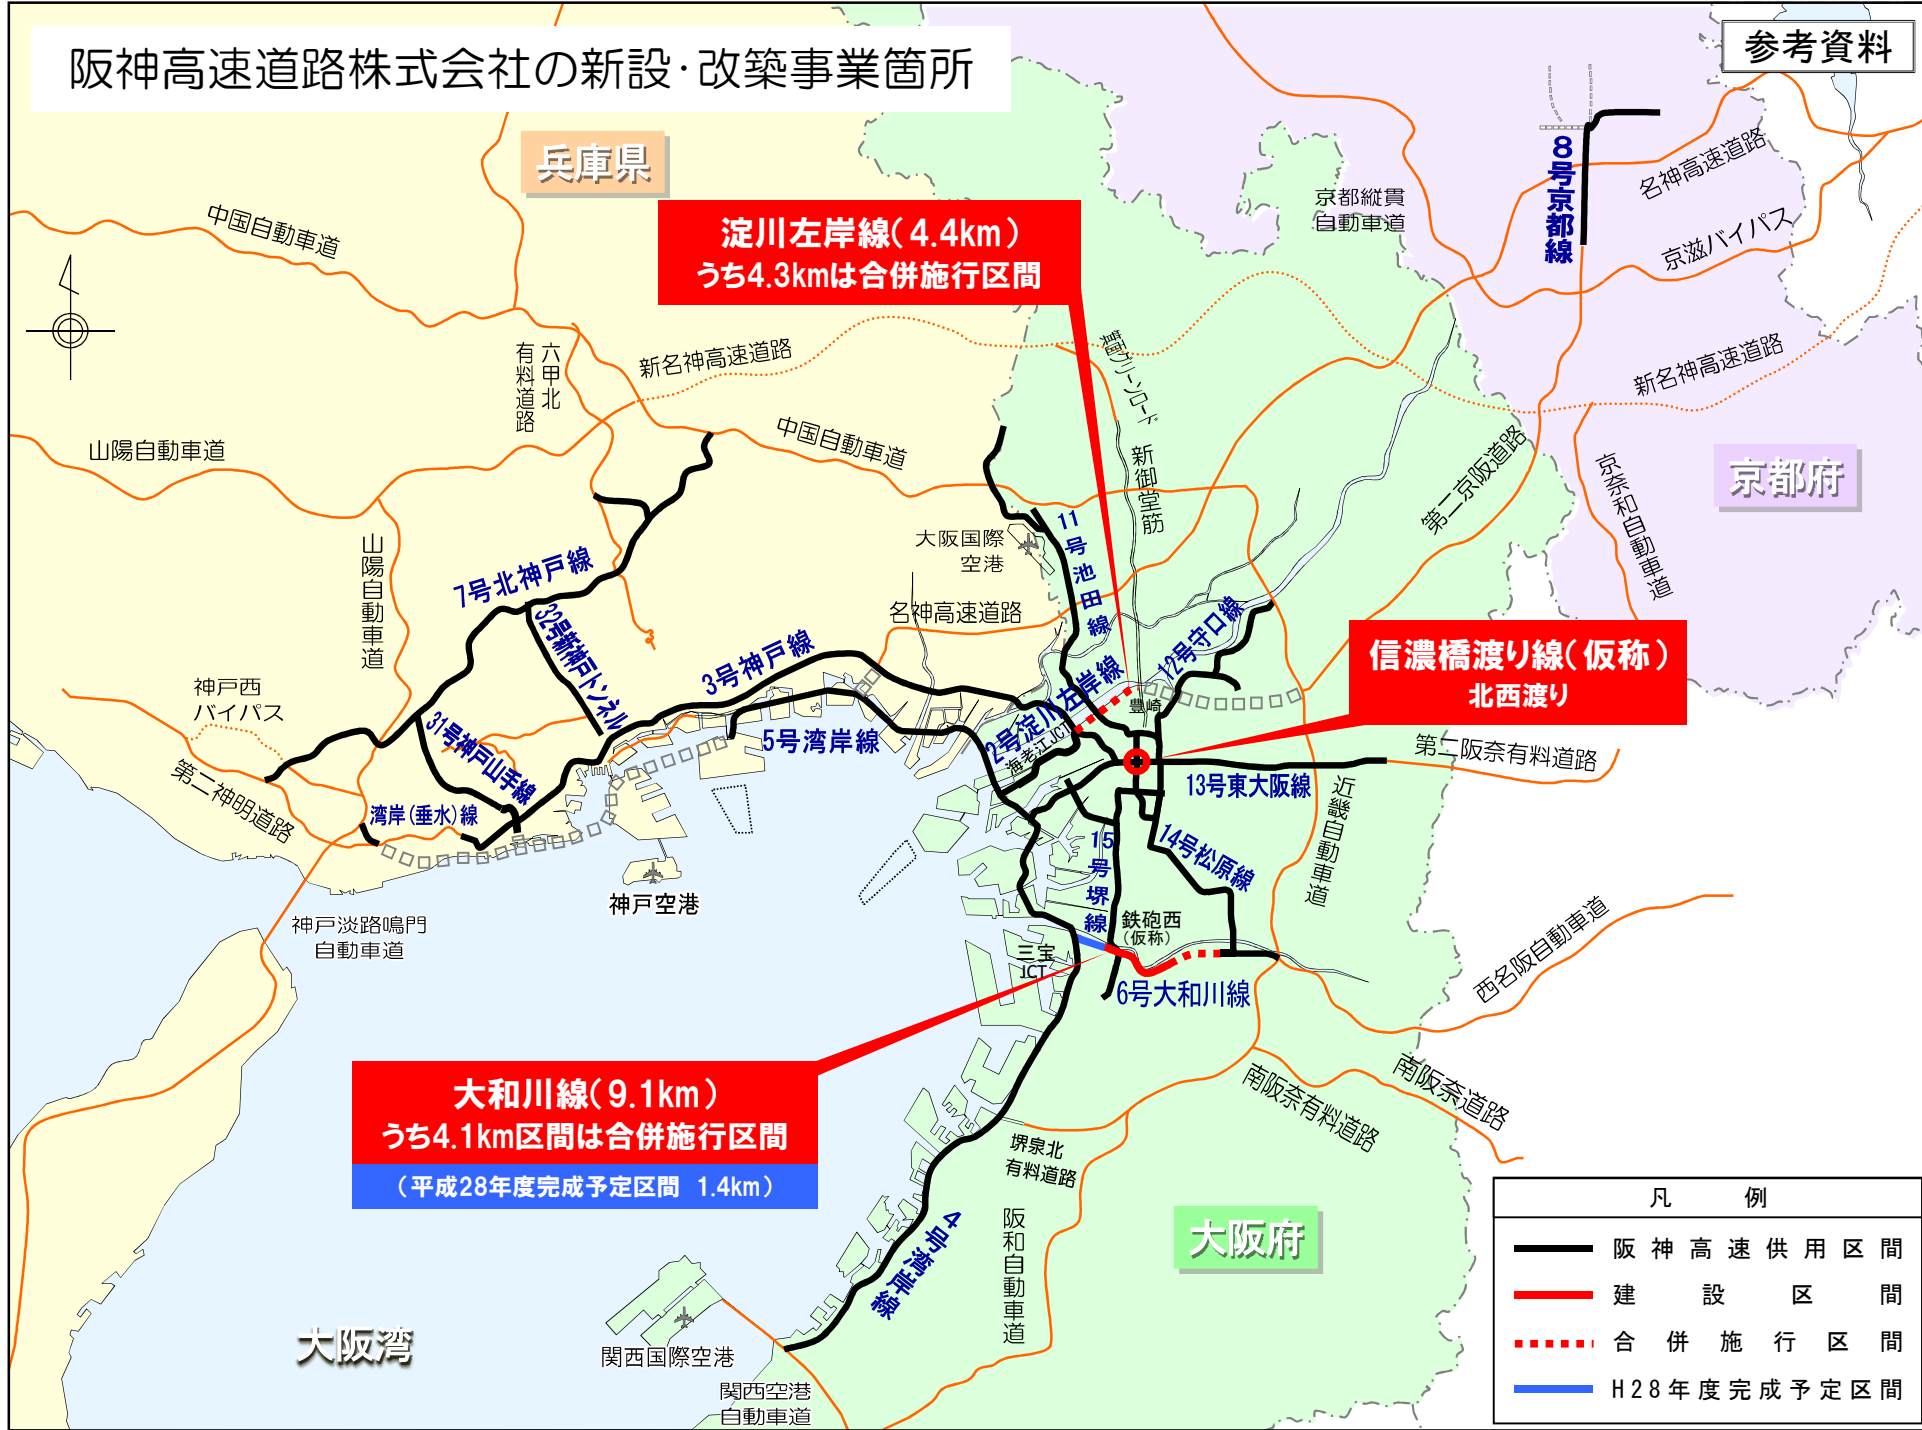 阪神高速道路株式会社の新設･改築事業箇所
参考資料
兵庫県
中国自動車道
淀川左岸線（4.4km）
うち4.3kmは合併施行区間
京都縦貫
自動車道
8号京都線
名神高速道路
京滋バイパス
六甲北
有料道路
新名神高速道路
新名神高速道路
山陽自動車道
中国自動車道
新御堂筋
第二京阪道路
京都府
京奈和自動車道
山陽自動車道
大阪国際
空港
11号池田線
7号北神戸線
32号新神戸トンネル
名神高速道路
3号神戸線
12号守口線
2号淀川左岸線
海老江JCT
豊崎
信濃橋渡り線（仮称）
北西渡り
神戸西
バイパス
31号神戸山手線
5号湾岸線
第二神明道路
湾岸（垂水）線
13号東大阪線
第二阪奈有料道路
近畿自動車道
15号堺線
14号松原線
神戸空港
神戸淡路鳴門
自動車道
鉄砲西
（仮称）
三宝
JCT
6号大和川線
西名阪自動車道
大和川線（9.1km）
うち4.1km区間は合併施行区間
（平成28年度完成予定区間 1.4km）
南阪奈有料道路
南阪奈道路
堺泉北
有料道路
阪和自動車道
4号湾岸線
大阪府
大阪湾
関西国際空港
関西空港
自動車道
凡例
阪神高速供用区間
建設区間
合併施行区間
H28年度完成予定区間